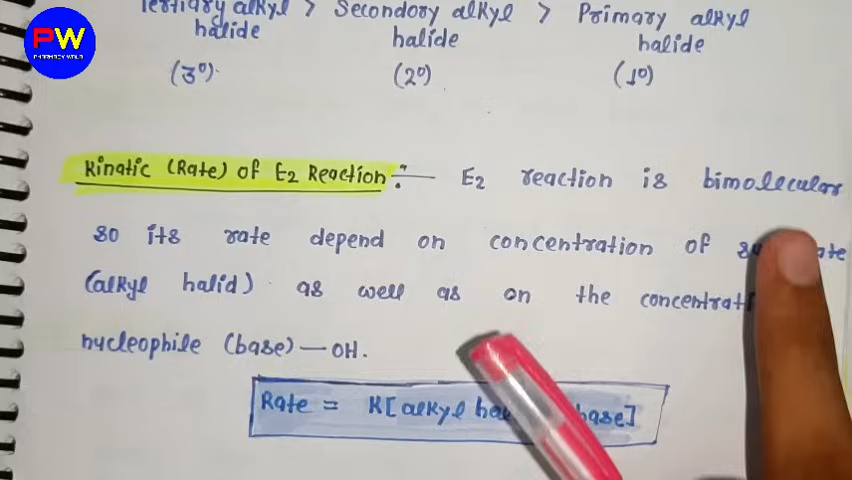 Tertiary alkyl > Secondary alkyl > Primary alkyl
halide halide halide
(3°). (2°) (1°)
PW
PHARMACY WALA
Kinatic (Rate) of E2 Reaction :— E2 reaction is bimolecular
so its rate depend on concentration of
(alkyl halid) as well as on the
nucleophile (base) — OH.
Rate = K[alkyl base]